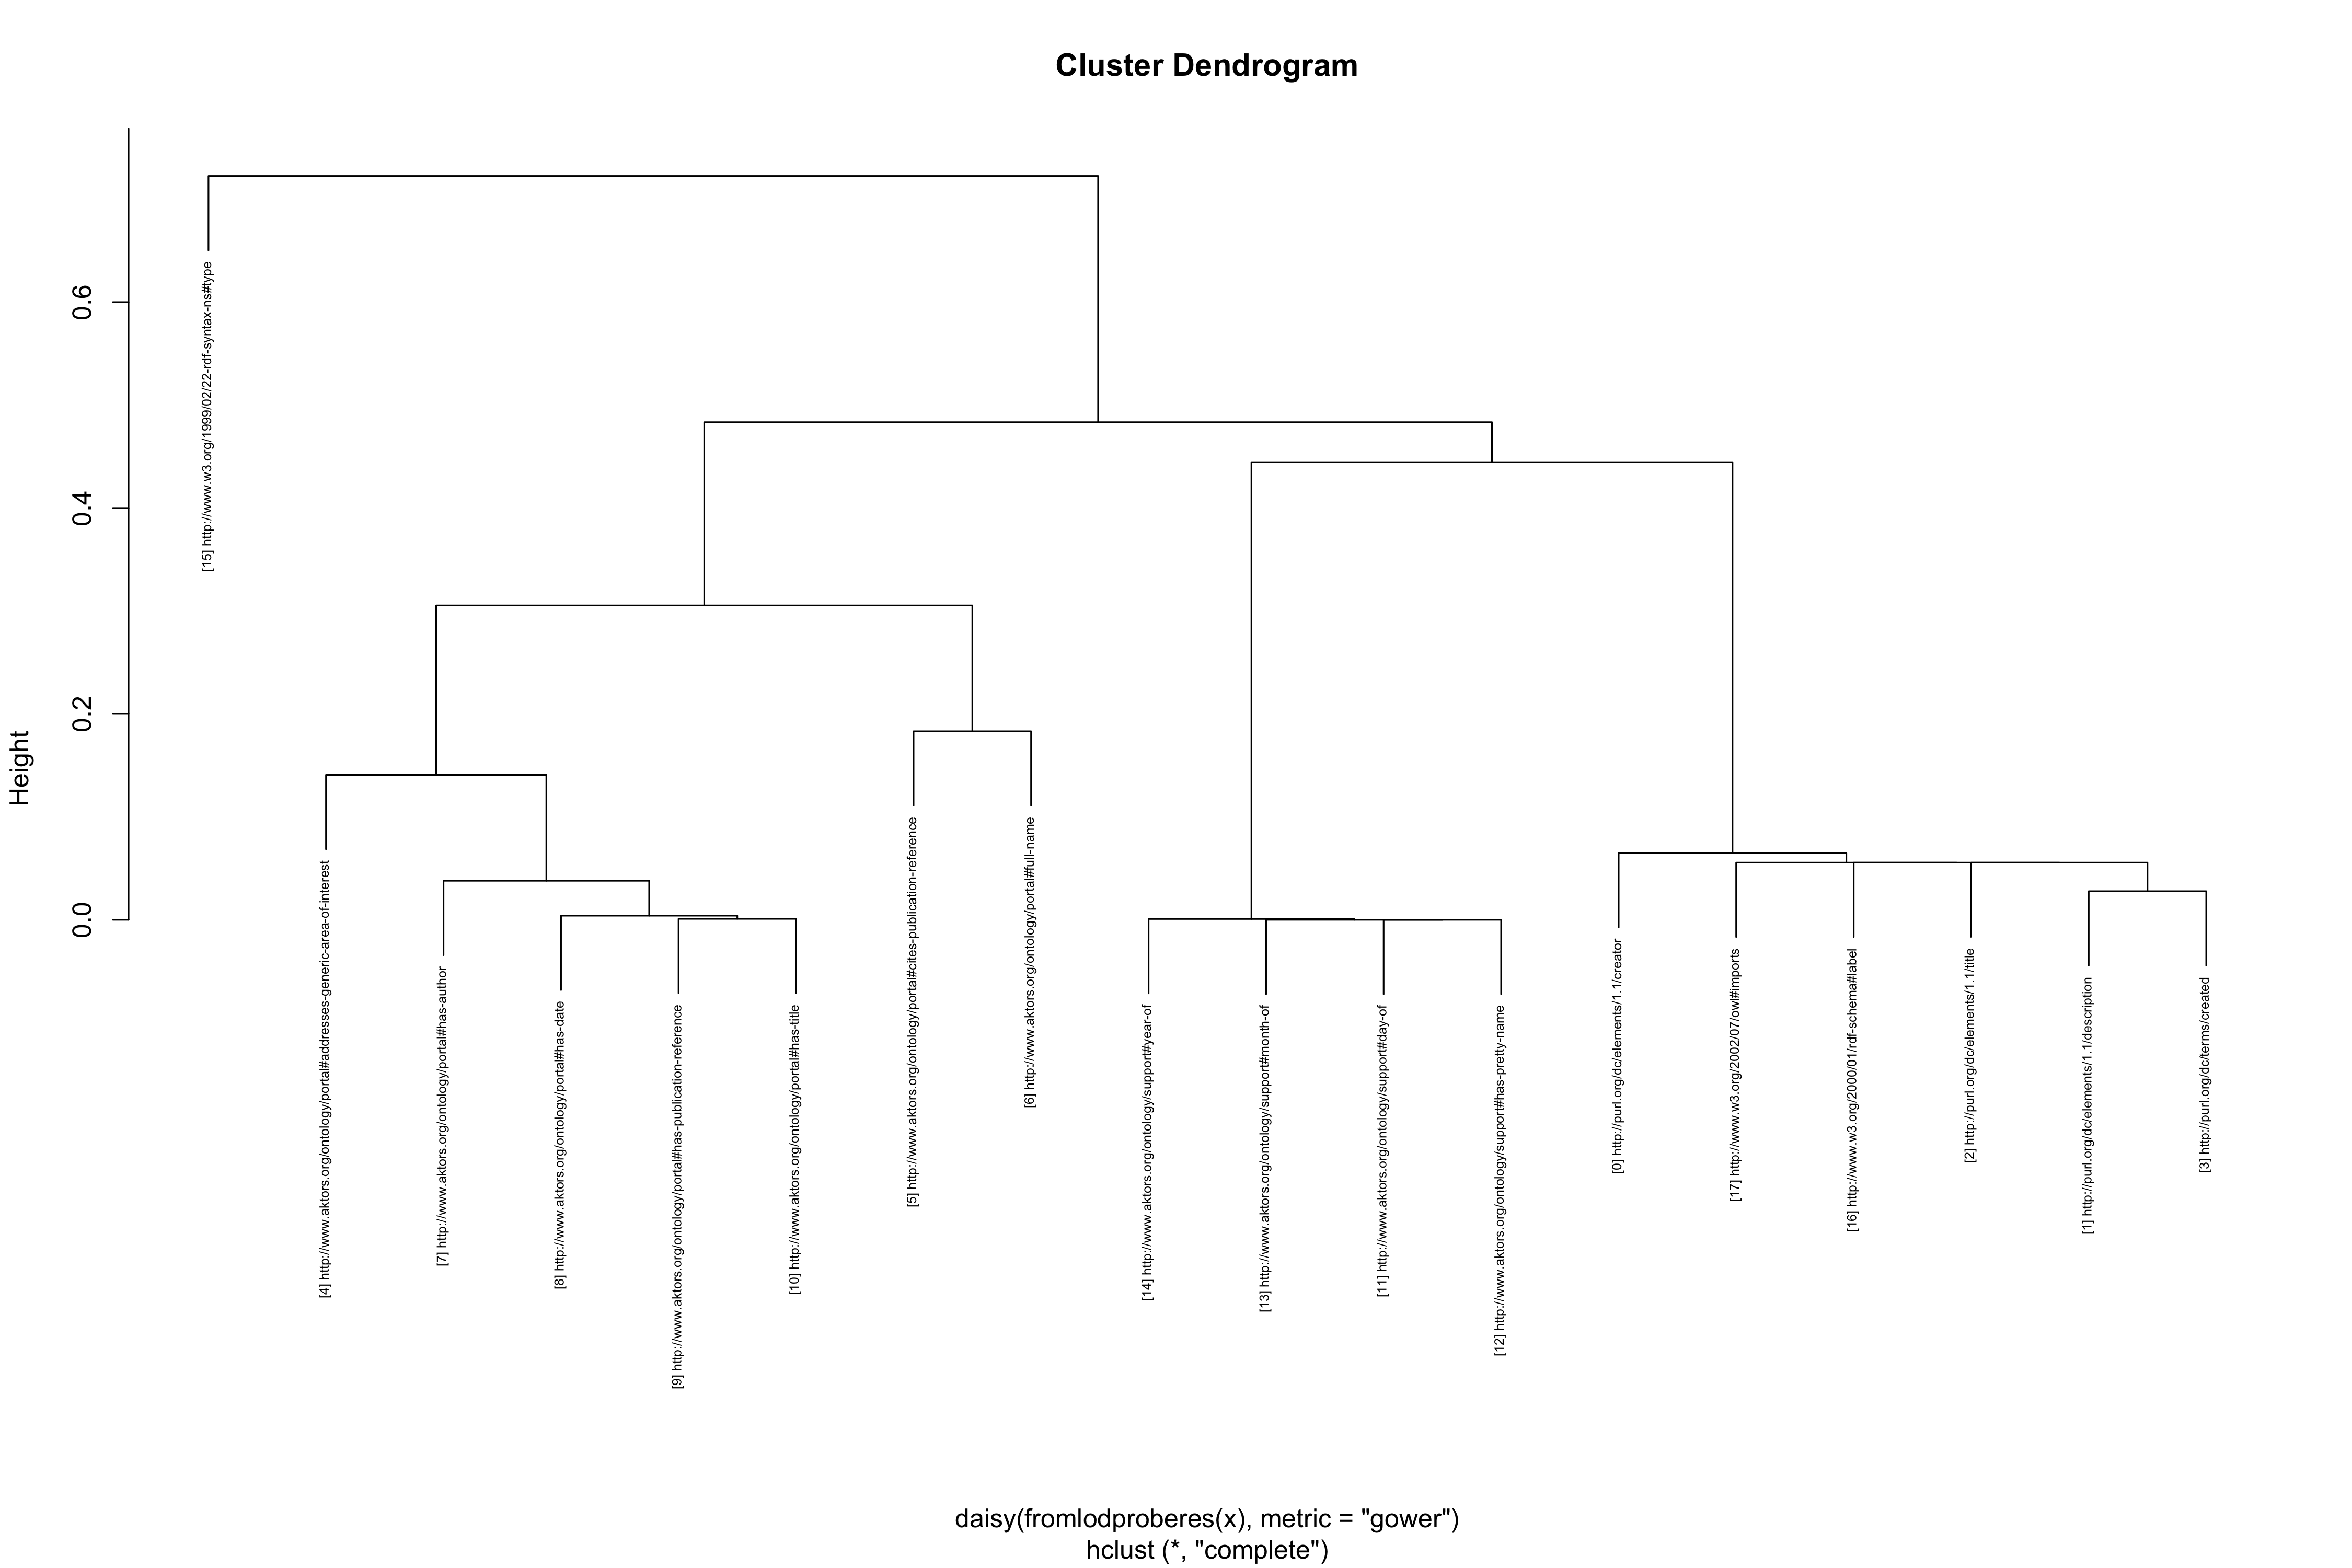 Cluster Dendrogram
Height
0.0
0.2
0.4
0.6
[15] http://www.w3.org/1999/02/22-rdf-syntax-ns#type
[4] http://www.aktors.org/ontology/portal#addresses-generic-area-of-interest
[7] http://www.aktors.org/ontology/portal#has-author
[8] http://www.aktors.org/ontology/portal#has-date
[9] http://www.aktors.org/ontology/portal#has-publication-reference
[10] http://www.aktors.org/ontology/portal#has-title
[5] http://www.aktors.org/ontology/portal#cites-publication-reference
[6] http://www.aktors.org/ontology/portal#full-name
[14] http://www.aktors.org/ontology/support#year-of
[13] http://www.aktors.org/ontology/support#month-of
[11] http://www.aktors.org/ontology/support#day-of
[12] http://www.aktors.org/ontology/support#has-pretty-name
[0] http://purl.org/dc/elements/1.1/creator
[17] http://www.w3.org/2002/07/owl#imports
[16] http://www.w3.org/2000/01/rdf-schema#label
[2] http://purl.org/dc/elements/1.1/title
[1] http://purl.org/dc/elements/1.1/description
[3] http://purl.org/dc/terms/created
daisy(fromlodproberes(x), metric = "gower")
hclust (*, "complete")